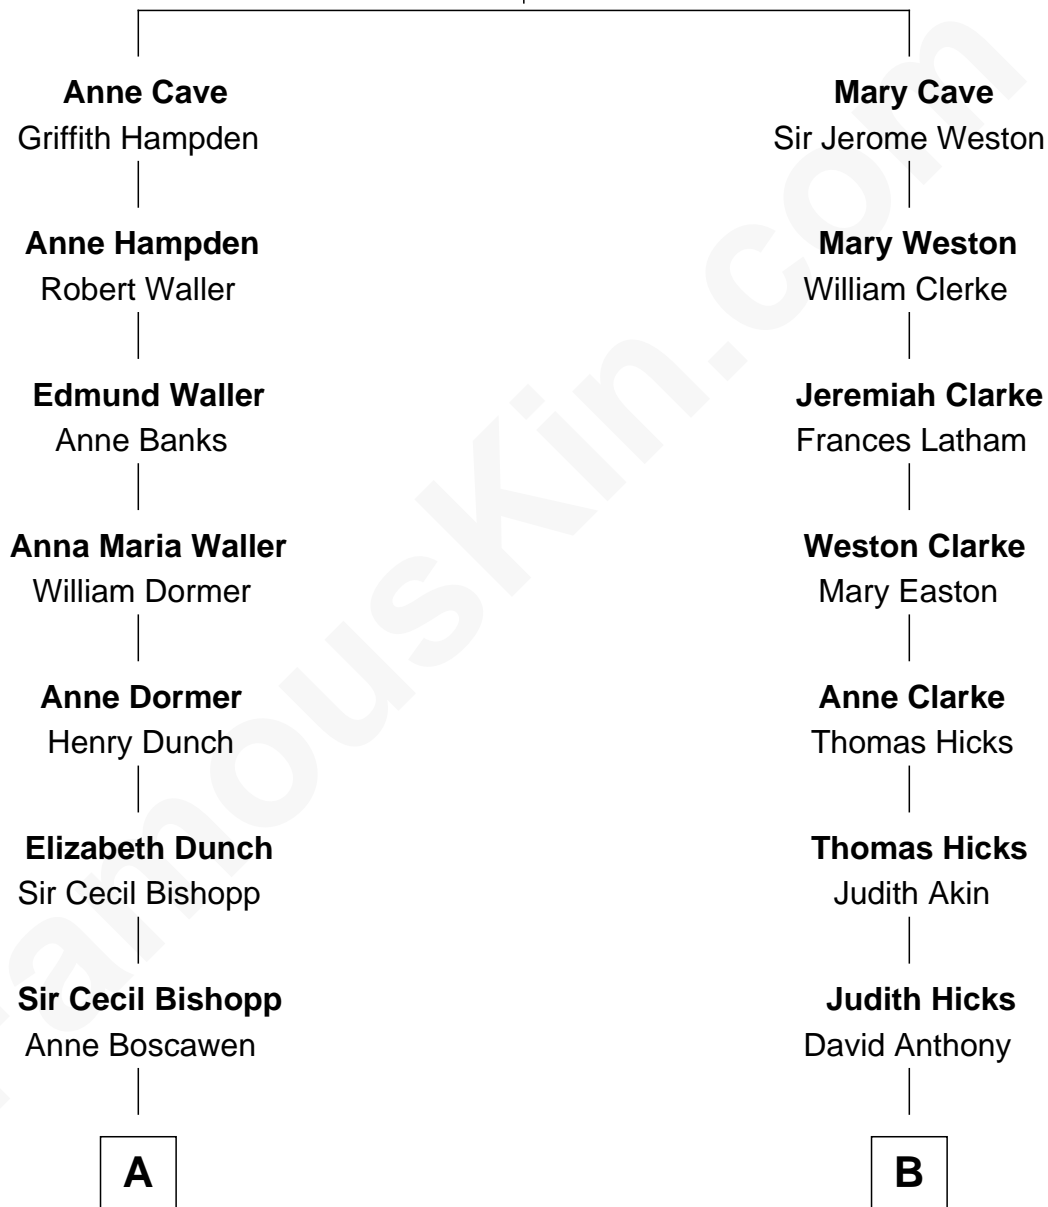 Anne Cave
Griffith Hampden
Anne Hampden
Robert Waller
Edmund Waller
Anne Banks
Anna Maria Waller
William Dormer
Anne Dormer
Henry Dunch
Elizabeth Dunch
Sir Cecil Bishopp
Sir Cecil Bishopp
Anne Boscawen
A
Mary Cave
Sir Jerome Weston
Mary Weston
William Clerke
Jeremiah Clarke
Frances Latham
Weston Clarke
Mary Easton
Anne Clarke
Thomas Hicks
Thomas Hicks
Judith Akin
Judith Hicks
David Anthony
B
FamousKin.com